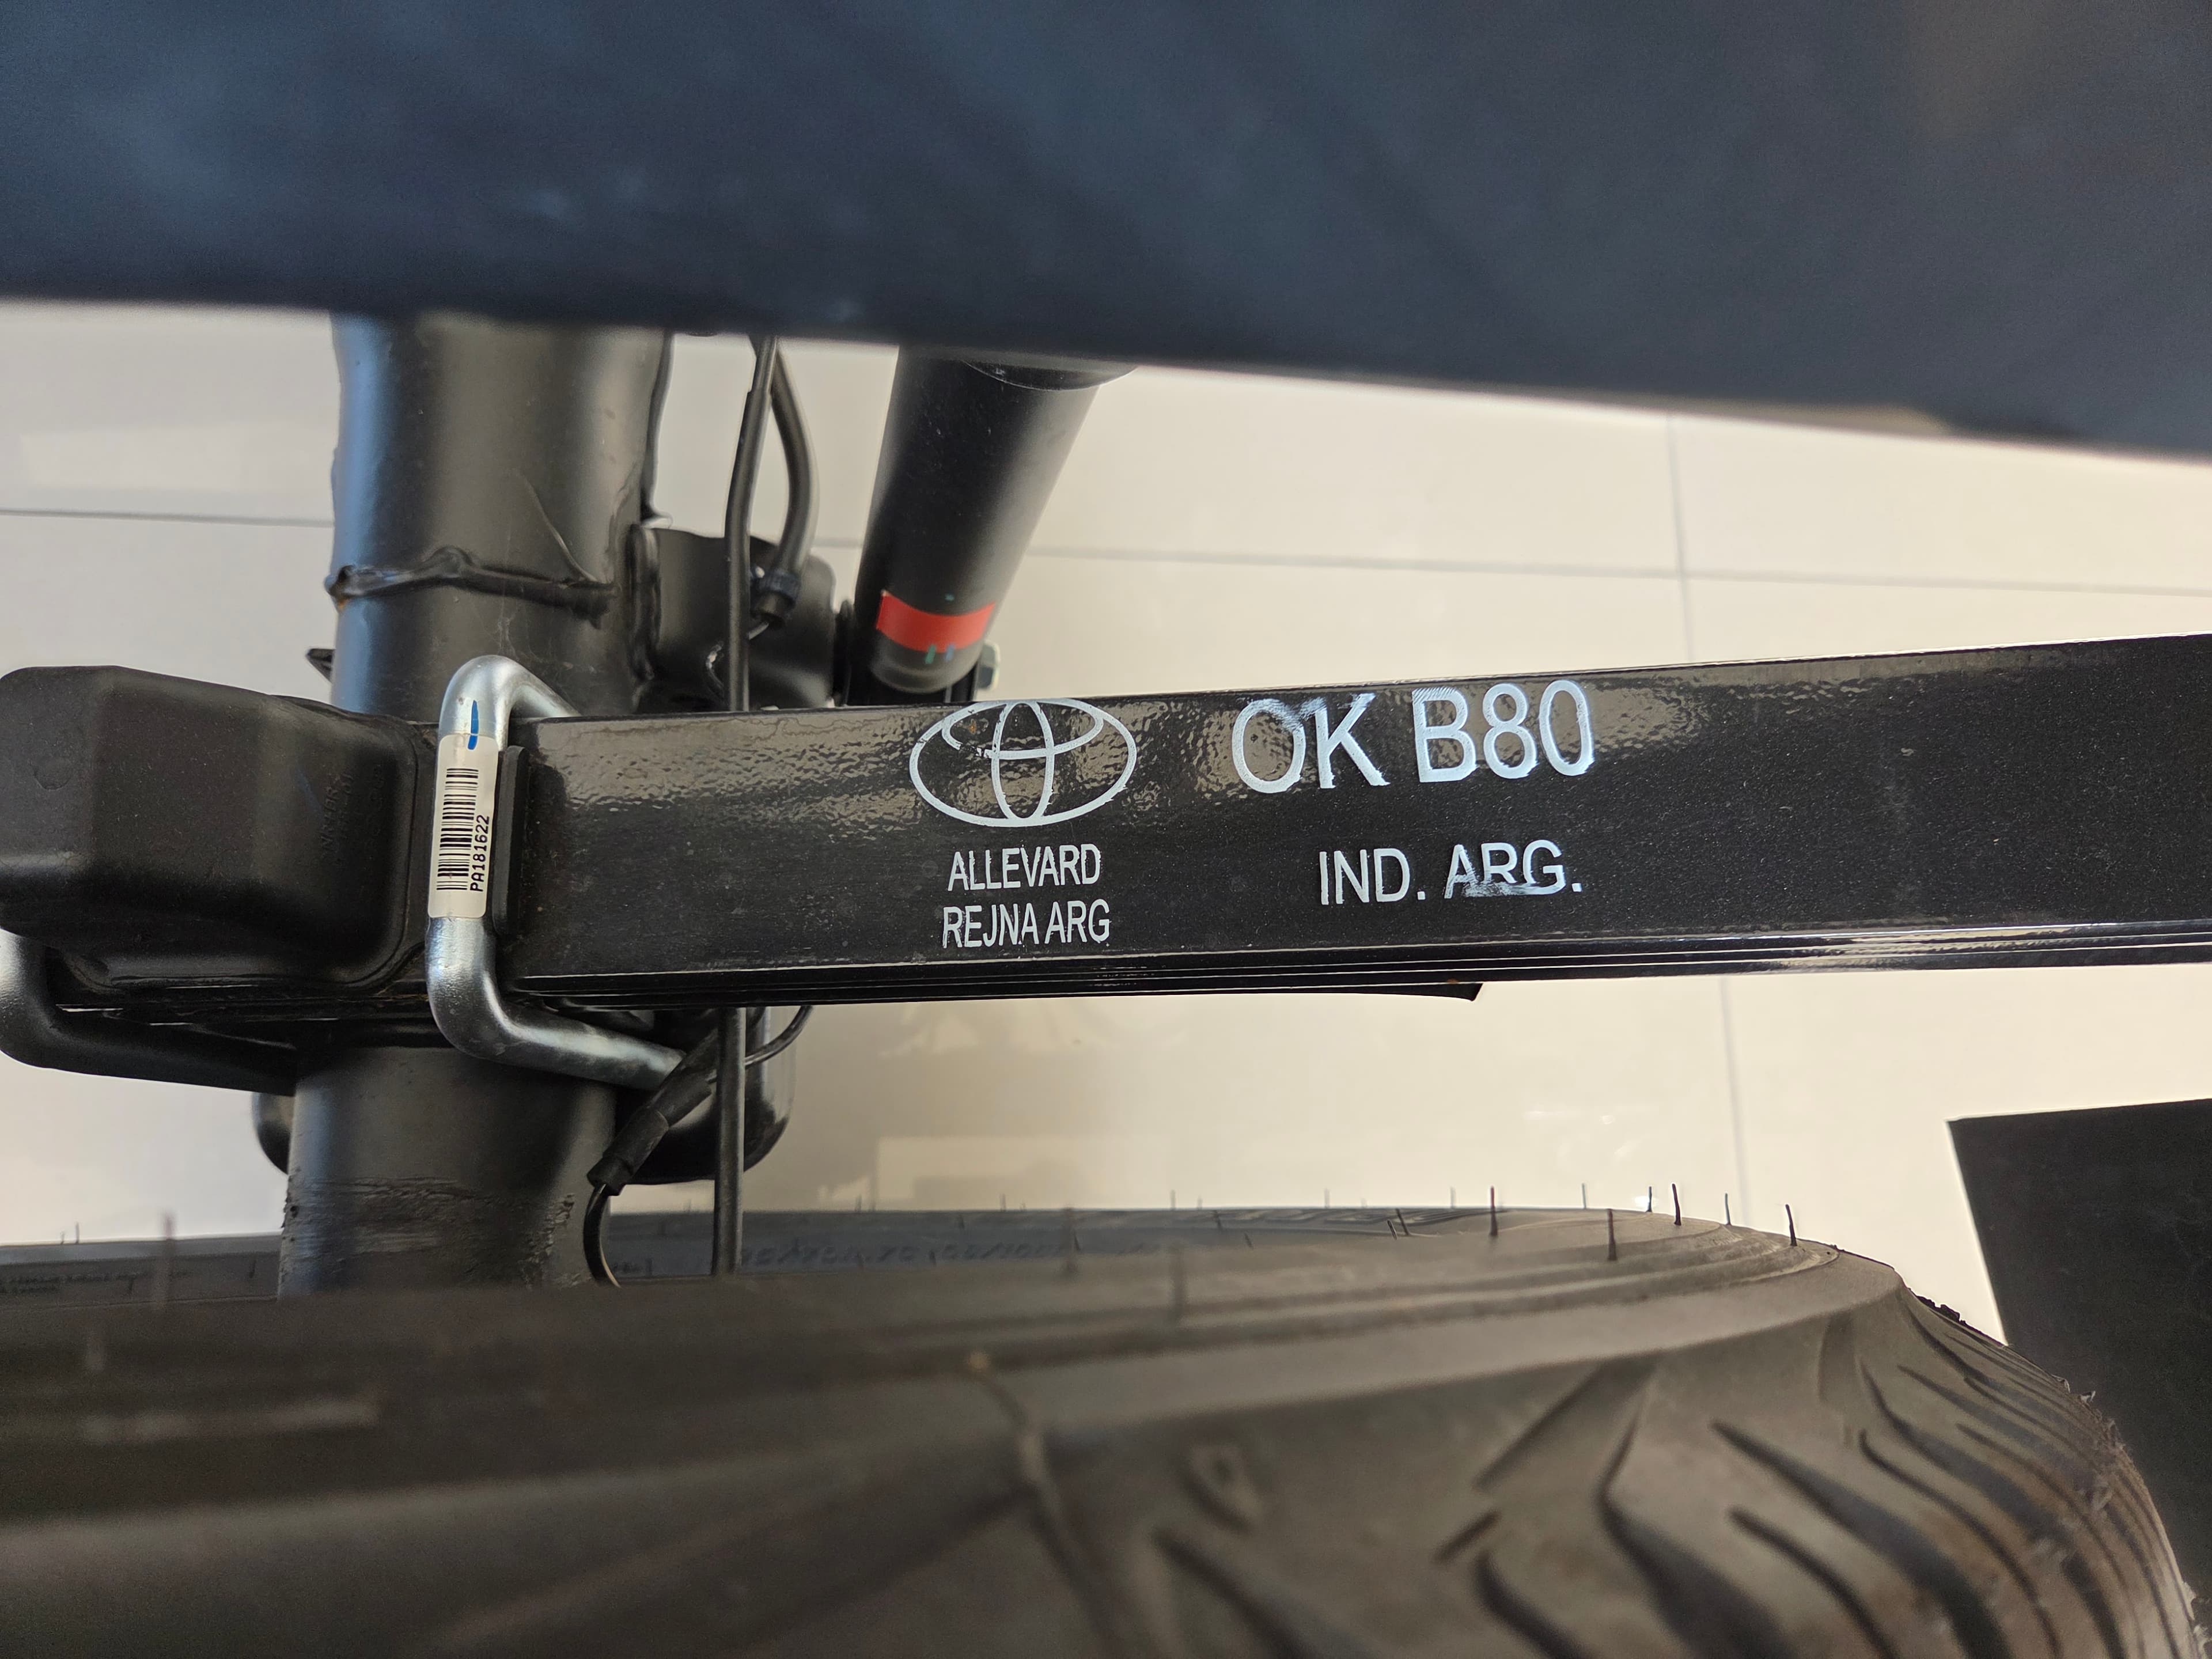 OK B80
ALLEVARD
REJNA ARG
IND. ARG.
PA181622